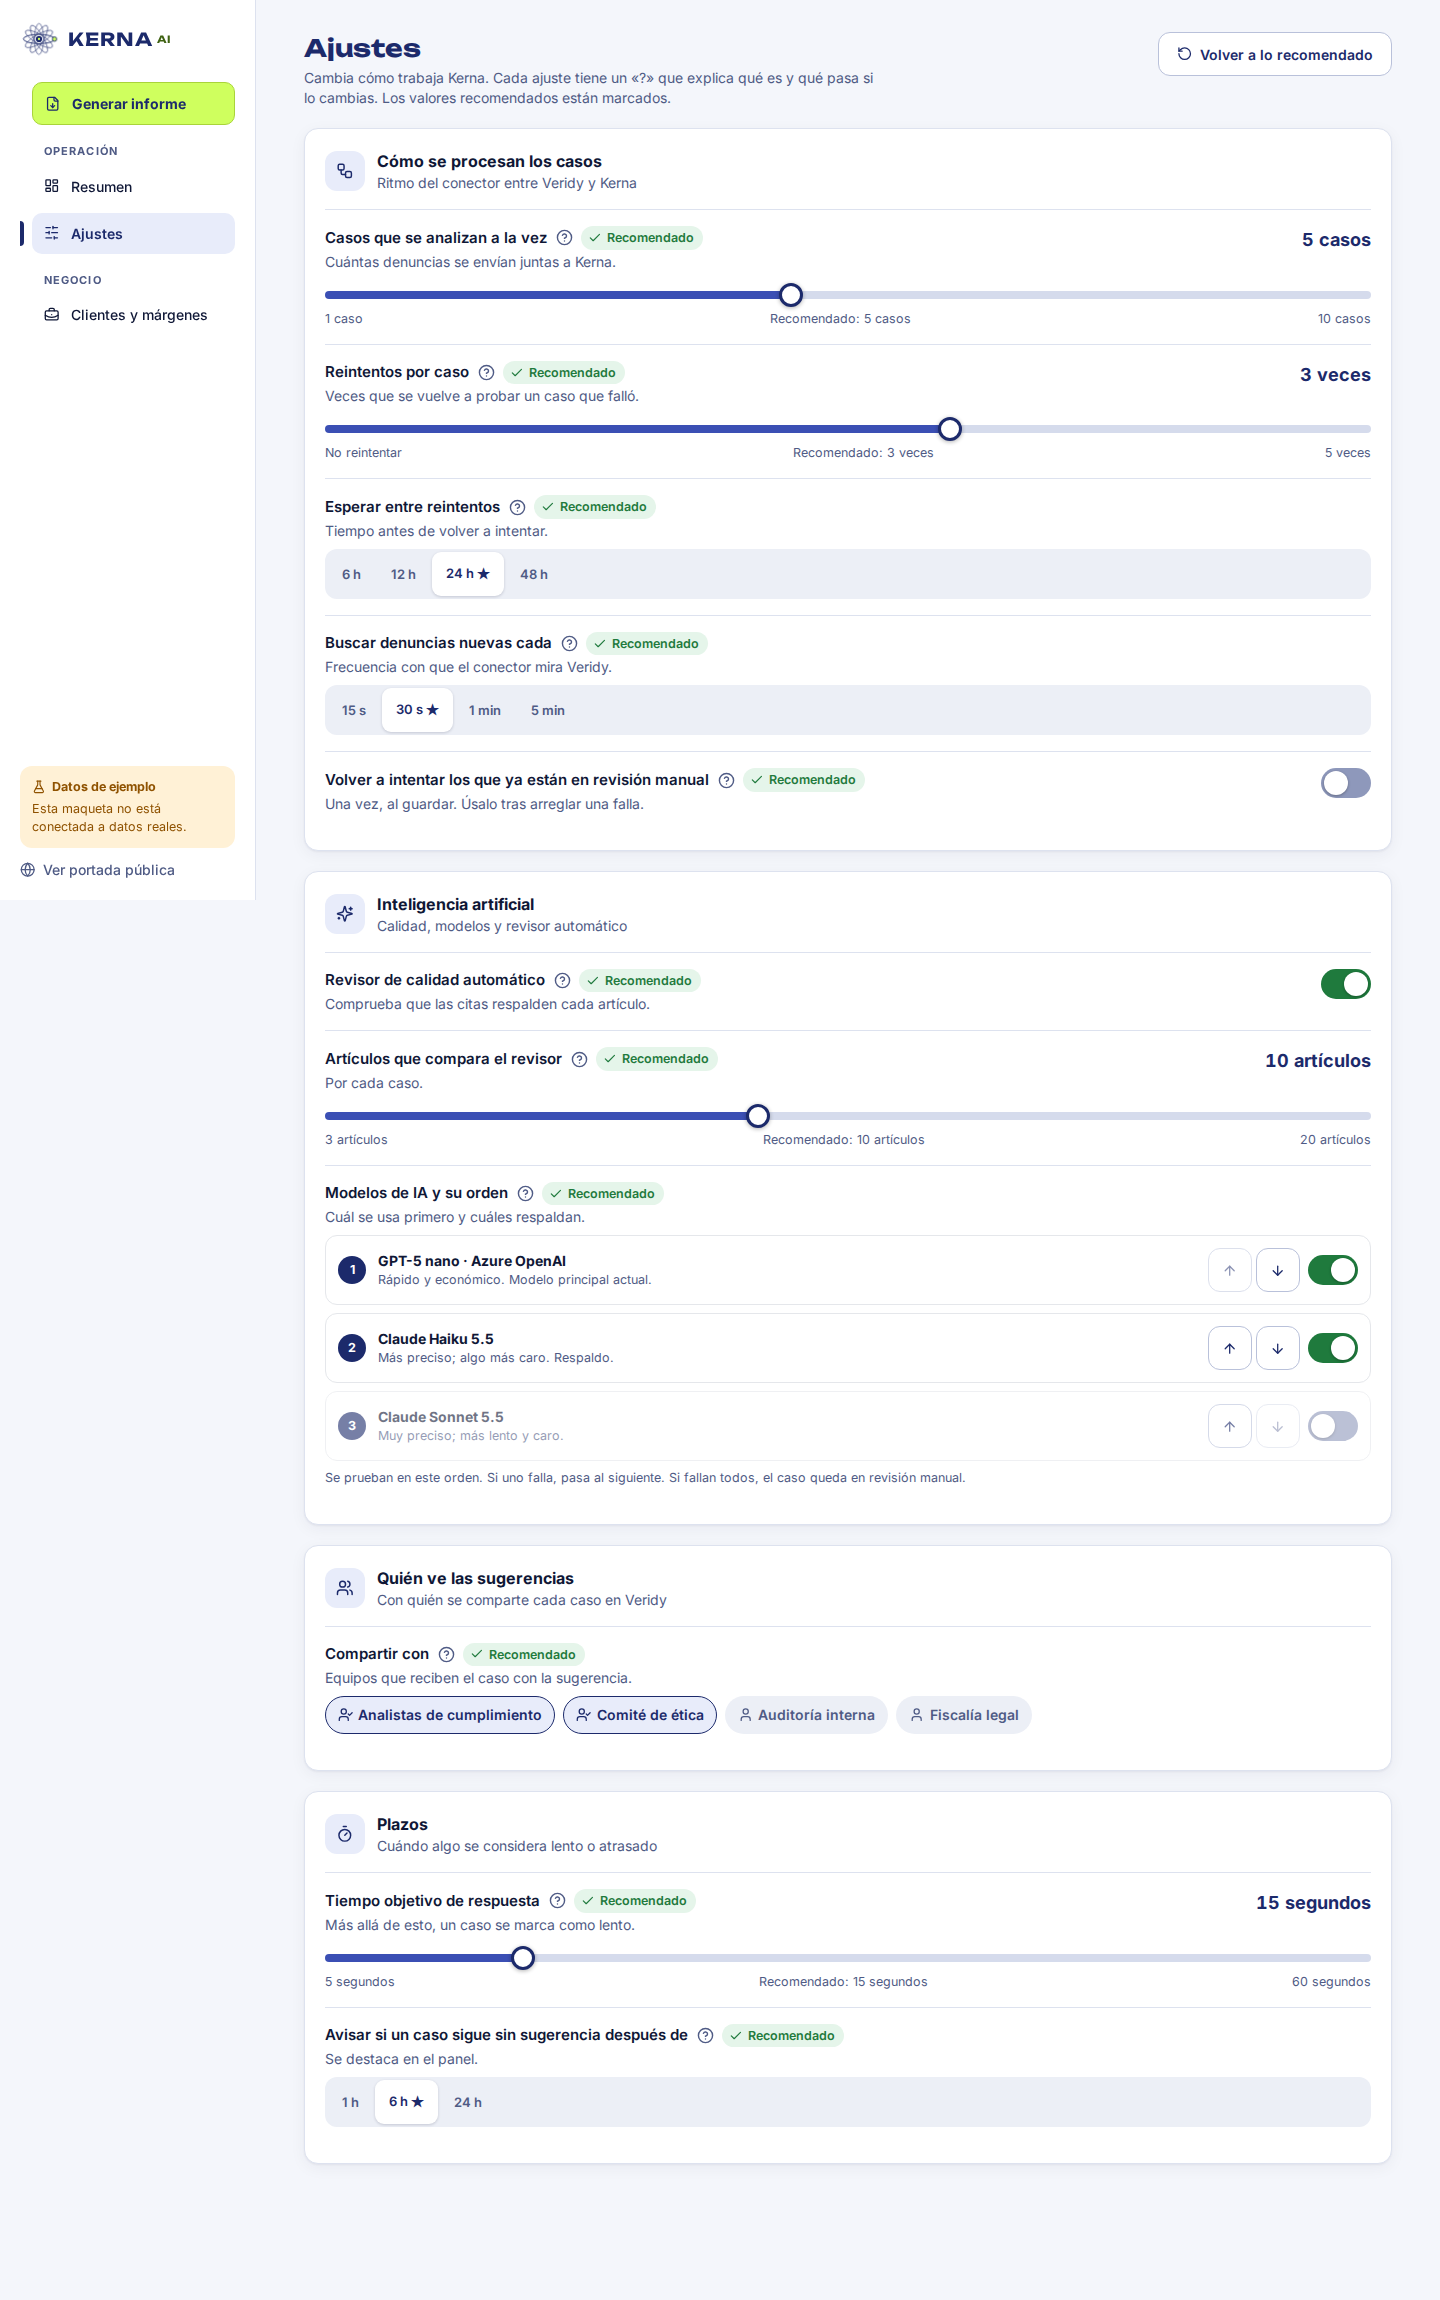 KERNA AI
Generar informe
OPERACIÓN
Resumen
Ajustes
NEGOCIO
Clientes y márgenes
Datos de ejemplo
Esta maqueta no está
conectada a datos reales.
Ver portada pública
Ajustes
Cambia cómo trabaja Kerna. Cada ajuste tiene un «?» que explica qué es y qué pasa si
lo cambias. Los valores recomendados están marcados.
Volver a lo recomendado
Cómo se procesan los casos
Ritmo del conector entre Veridy y Kerna
Casos que se analizan a la vez ? Recomendado 5 casos
Cuántas denuncias se envían juntas a Kerna.
1 caso Recomendado: 5 casos 10 casos
Reintentos por caso ? Recomendado 3 veces
Veces que se vuelve a probar un caso que falló.
No reintentar Recomendado: 3 veces 5 veces
Esperar entre reintentos ? Recomendado
Tiempo antes de volver a intentar.
6 h 12 h 24 h ★ 48 h
Buscar denuncias nuevas cada ? Recomendado
Frecuencia con que el conector mira Veridy.
15 s 30 s ★ 1 min 5 min
Volver a intentar los que ya están en revisión manual ? Recomendado
Una vez, al guardar. Úsalo tras arreglar una falla.
Inteligencia artificial
Calidad, modelos y revisor automático
Revisor de calidad automático ? Recomendado
Comprueba que las citas respalden cada artículo.
Artículos que compara el revisor ? Recomendado 10 artículos
Por cada caso.
3 artículos Recomendado: 10 artículos 20 artículos
Modelos de IA y su orden ? Recomendado
Cuál se usa primero y cuáles respaldan.
1 GPT-5 nano · Azure OpenAI
Rápido y económico. Modelo principal actual.
2 Claude Haiku 5.5
Más preciso; algo más caro. Respaldo.
3 Claude Sonnet 5.5
Muy preciso; más lento y caro.
Se prueban en este orden. Si uno falla, pasa al siguiente. Si fallan todos, el caso queda en revisión manual.
Quién ve las sugerencias
Con quién se comparte cada caso en Veridy
Compartir con ? Recomendado
Equipos que reciben el caso con la sugerencia.
Analistas de cumplimiento Comité de ética Auditoría interna Fiscalía legal
Plazos
Cuándo algo se considera lento o atrasado
Tiempo objetivo de respuesta ? Recomendado 15 segundos
Más allá de esto, un caso se marca como lento.
5 segundos Recomendado: 15 segundos 60 segundos
Avisar si un caso sigue sin sugerencia después de ? Recomendado
Se destaca en el panel.
1 h 6 h ★ 24 h